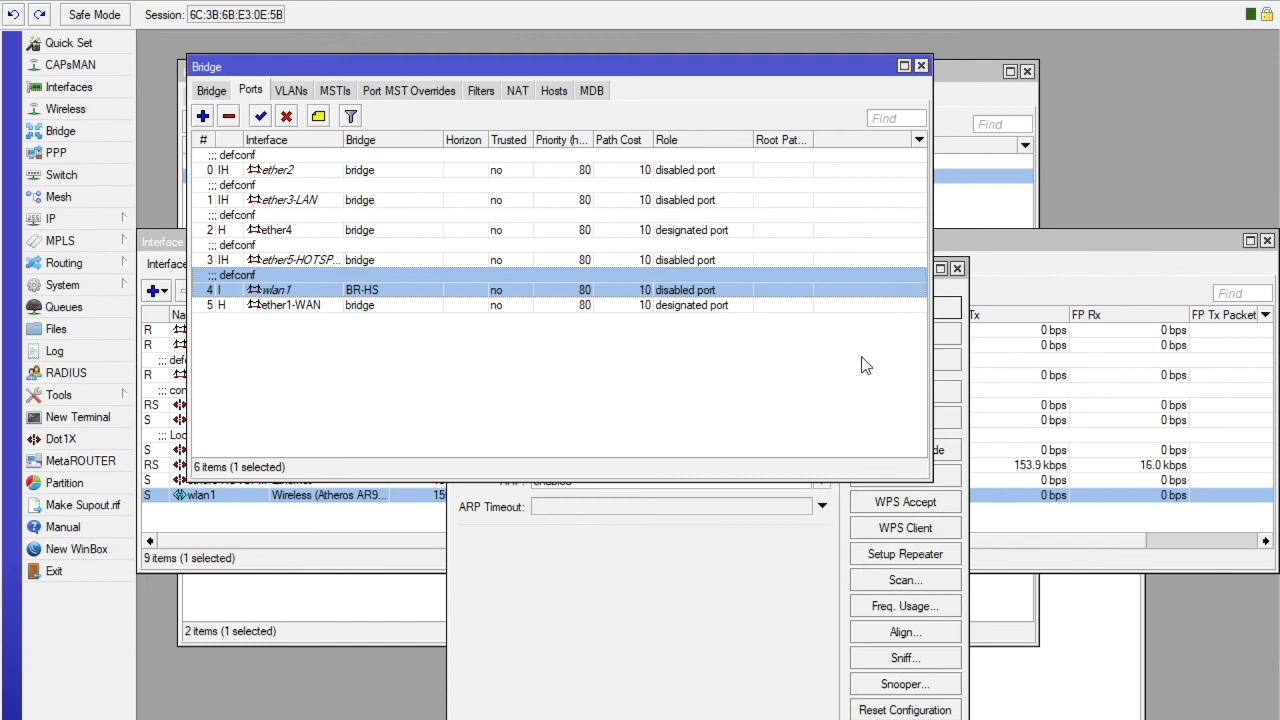 Safe Mode Session: 6C:3B:6B:E3:0E:5B
Quick Set
CAPsMAN
Interfaces
Wireless
Bridge
PPP
Switch
Mesh
IP
MPLS
Routing
System
Queues
Files
Log
RADIUS
Tools
New Terminal
Dot1X
MetaROUTER
Partition
Make Supout.rif
Manual
New WinBox
Exit
Bridge
Bridge Ports VLANs MSTIs Port MST Overrides Filters NAT Hosts MDB
Find
# Interface Bridge Horizon Trusted Priority (h... Path Cost Role Root Pat...
;;; defconf
0 IH ether2 bridge no 80 10 disabled port
;;; defconf
1 IH ether3-LAN bridge no 80 10 disabled port
;;; defconf
2 H ether4 bridge no 80 10 designated port
;;; defconf
3 IH ether5-HOTSP... bridge no 80 10 disabled port
;;; defconf
4 I wlan1 BR-HS no 80 10 disabled port
5 H ether1-WAN bridge no 80 10 designated port
6 items (1 selected)
Find
Interface
Interface
Find
Na
Tx FP Rx FP Tx Packet
R 0 bps 0 bps
R 0 bps 0 bps
;;; defc
R 0 bps 0 bps
;;; con
RS 0 bps 0 bps
S 0 bps 0 bps
;;; Loc
S 0 bps 0 bps
RS 153.9 kbps 16.0 kbps
S 0 bps 0 bps
S wlan1 Wireless (Atheros AR9... 15 0 bps 0 bps
9 items (1 selected)
2 items (1 selected)
ARP Timeout:
de
WPS Accept
WPS Client
Setup Repeater
Scan...
Freq. Usage...
Align...
Sniff...
Snooper...
Reset Configuration